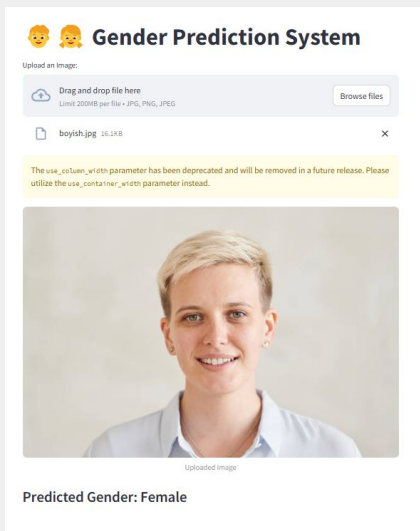 Gender Prediction System
Upload an Image:
Drag and drop file here
Limit 200MB per file • JPG, PNG, JPEG
Browse files
boyish.jpg 16.1KB
The use_column_width parameter has been deprecated and will be removed in a future release. Please
utilize the use_container_width parameter instead.
Uploaded Image
Predicted Gender: Female